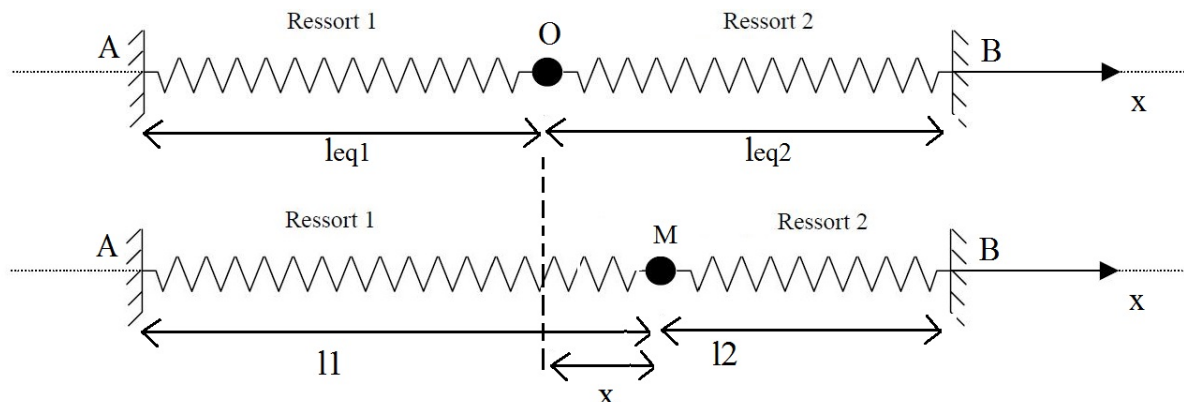 Ressort 1
O
Ressort 2
A
B
x
leq1
leq2
Ressort 1
M
Ressort 2
A
B
x
l1
l2
x